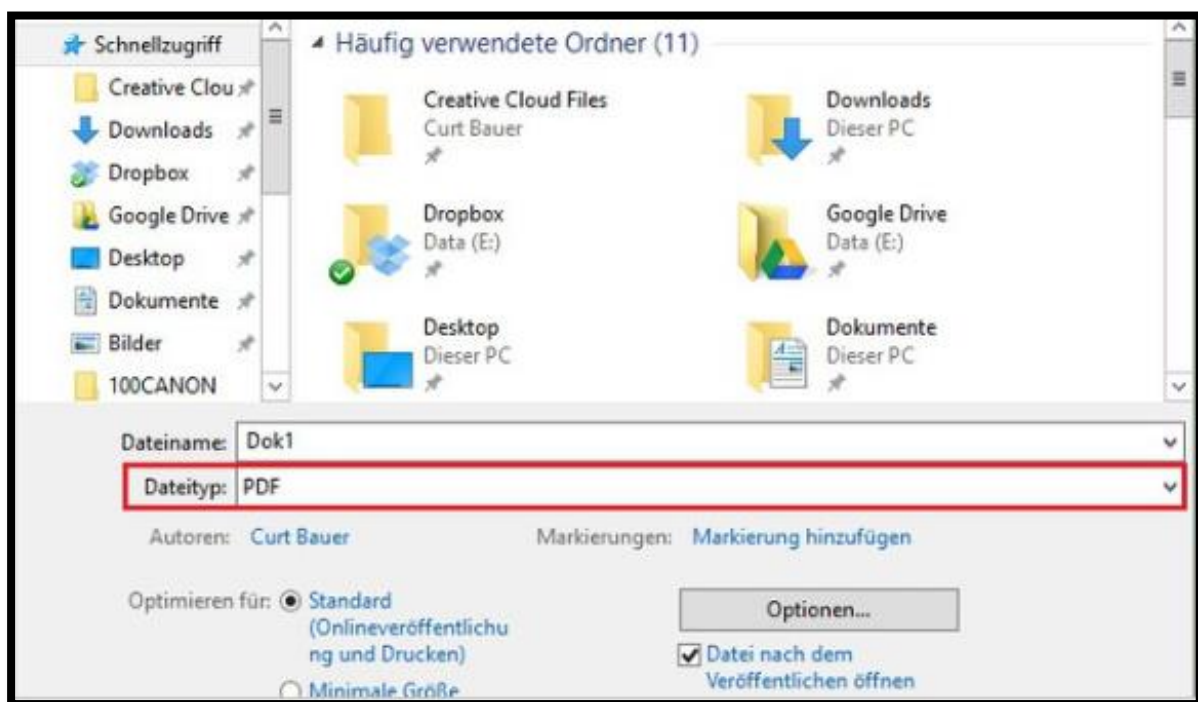 Schnellzugriff
Creative Clou
Downloads
Dropbox
Google Drive
Desktop
Dokumente
Bilder
100CANON
Häufig verwendete Ordner (11)
Creative Cloud Files
Curt Bauer
Downloads
Dieser PC
Dropbox
Data (E:)
Google Drive
Data (E:)
Desktop
Dieser PC
Dokumente
Dieser PC
Dateiname: Dok1
Dateityp: PDF
Autoren: Curt Bauer Markierungen: Markierung hinzufügen
Optimieren für: Standard
(Onlineveröffentlichu
ng und Drucken)
Minimale Größe
Optionen...
Datei nach dem
Veröffentlichen öffnen